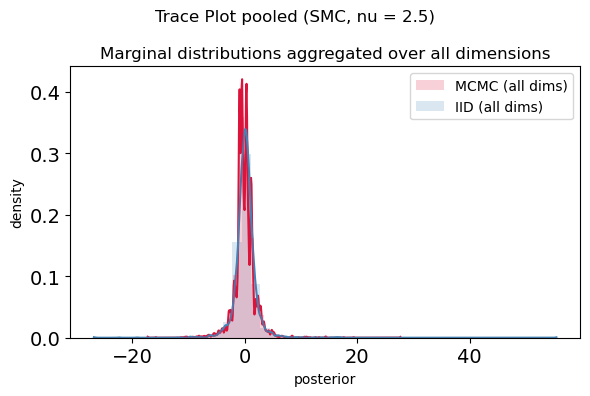 Trace Plot pooled (SMC, nu = 2.5)
Marginal distributions aggregated over all dimensions
MCMC (all dims)
IID (all dims)
density
0.4
0.3
0.2
0.1
0.0
−20
0
20
40
posterior